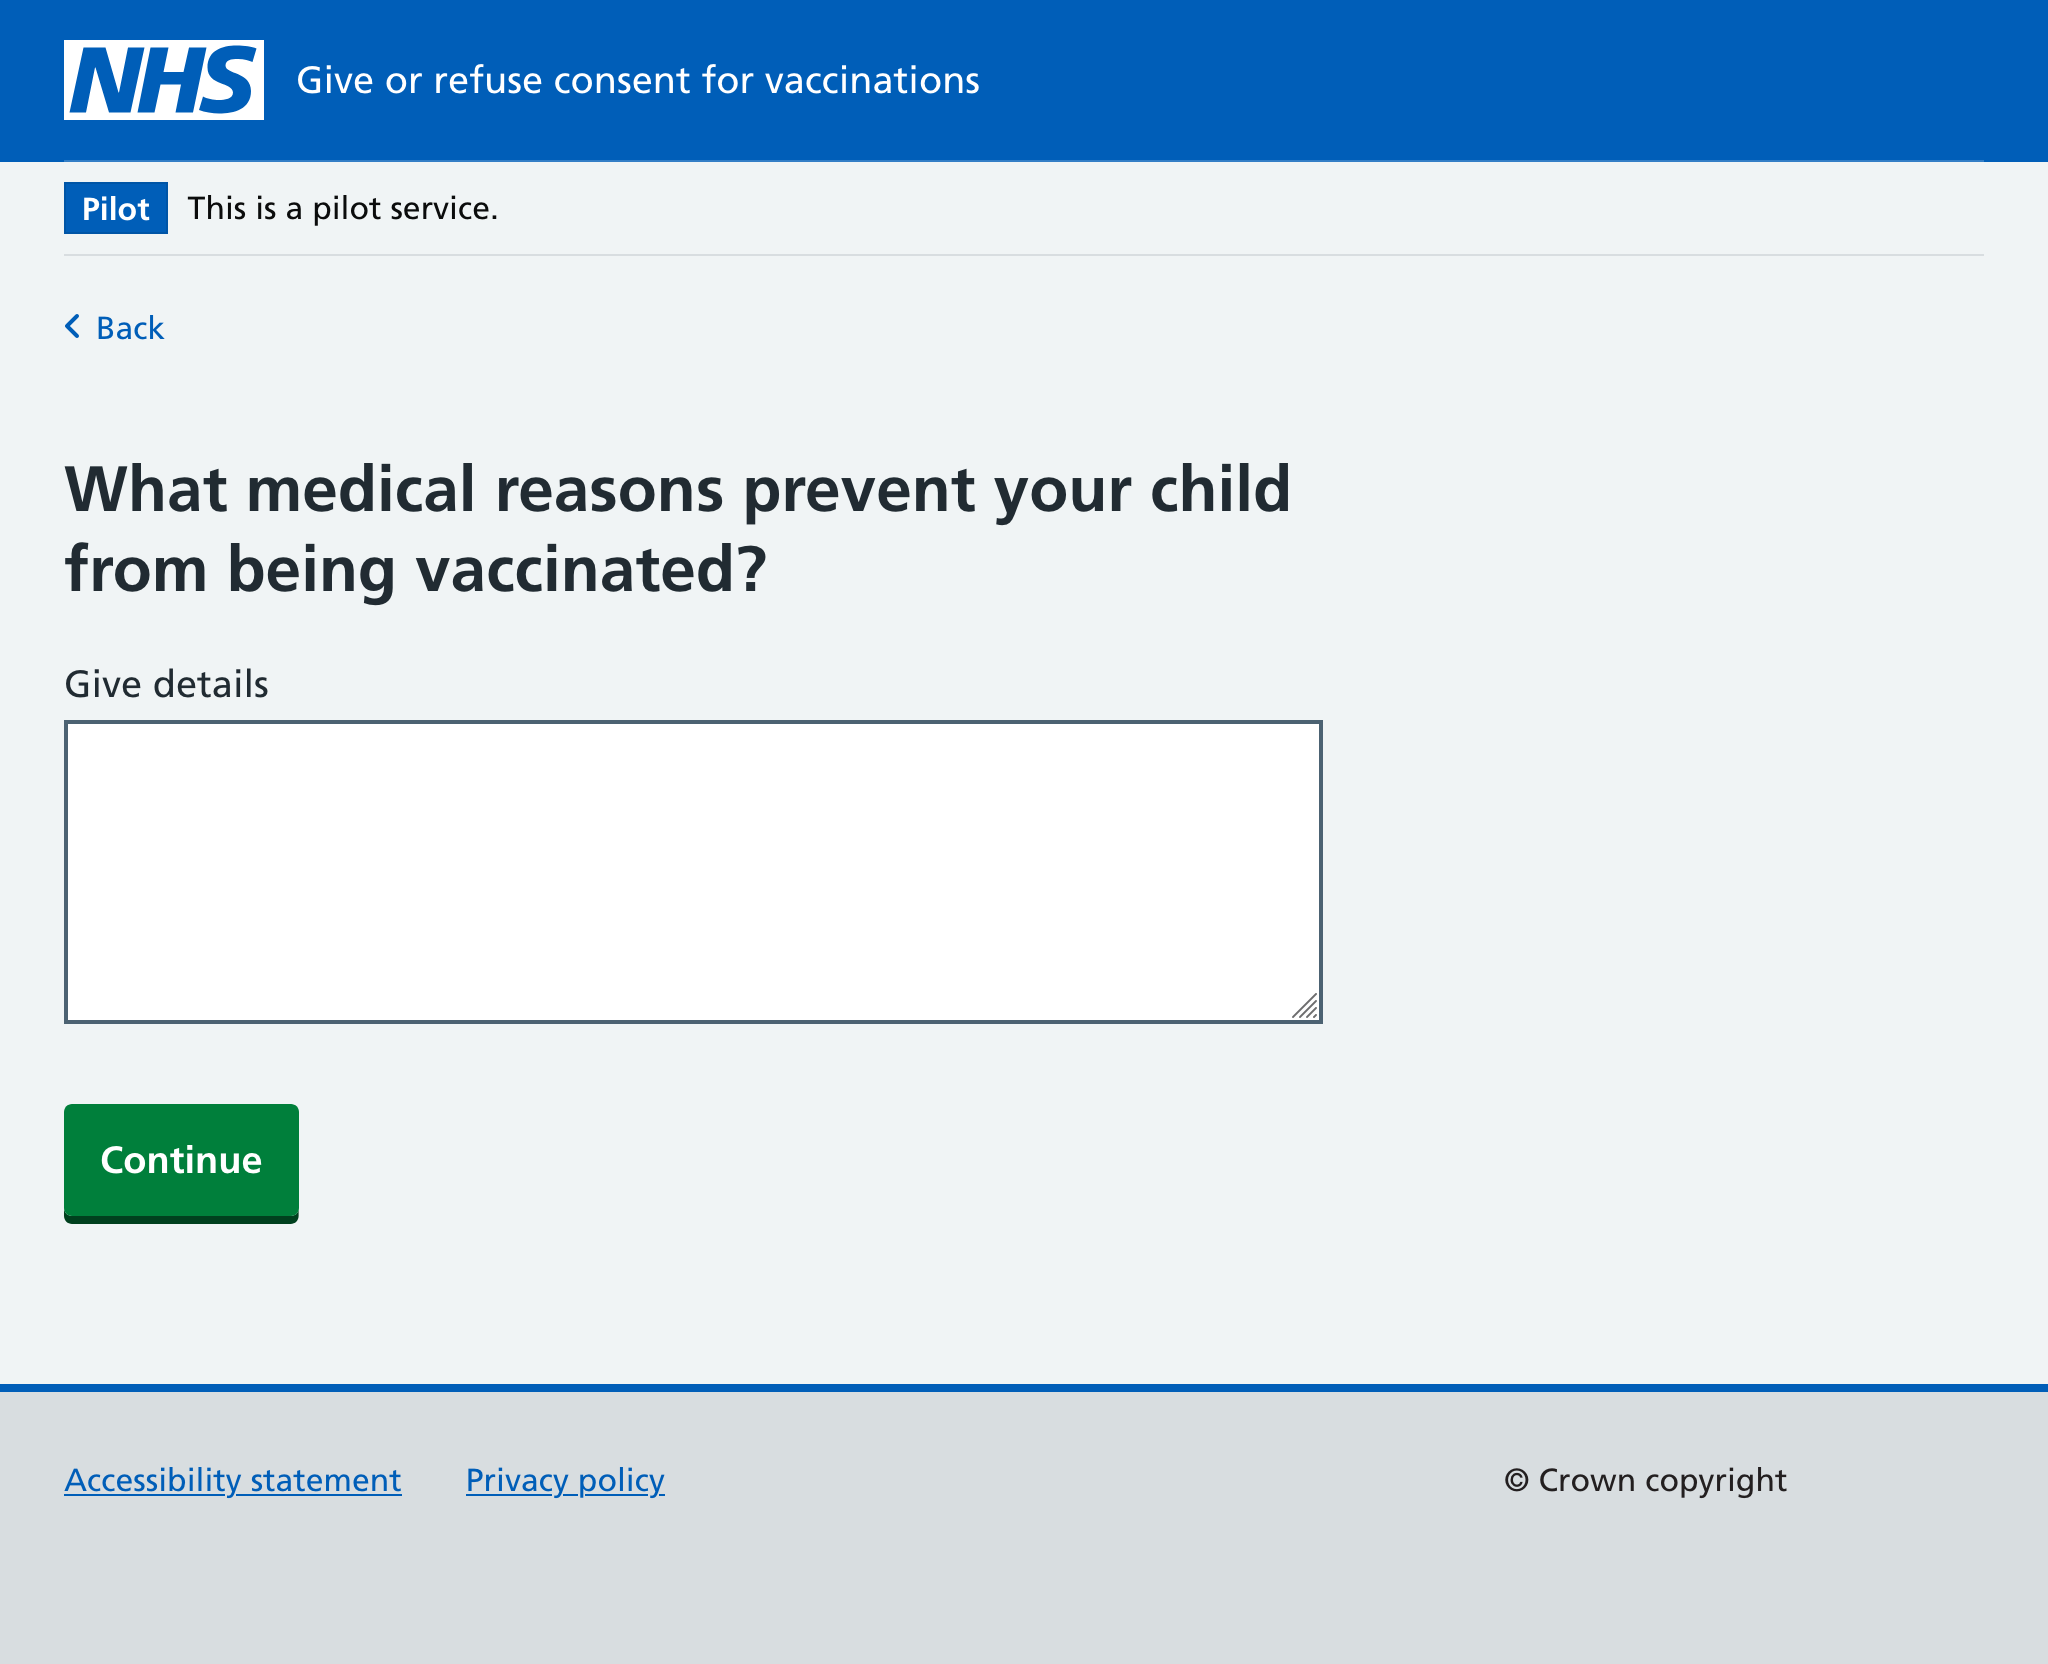 NHS
Give or refuse consent for vaccinations
Pilot
This is a pilot service.
Back
What medical reasons prevent your child
from being vaccinated?
Give details
Continue
Accessibility statement
Privacy policy
© Crown copyright